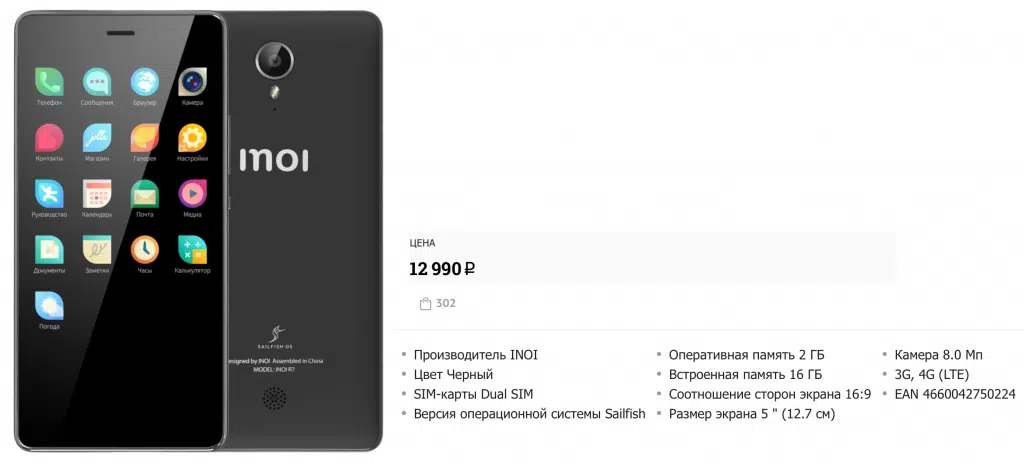 Телефон
Сообщения
Браузер
Камера
Контакты
jolla
Магазин
Галерея
Настройки
Руководство
Календарь
Почта
Медиа
Документы
Заметки
Часы
Калькулятор
Погода
INOI
SAILFISH OS
Designed by INOI Assembled in China
MODEL: INOI R7
ЦЕНА
12 990 ₽
302
Производитель INOI
Цвет Черный
SIM-карты Dual SIM
Версия операционной системы Sailfish
Оперативная память 2 ГБ
Встроенная память 16 ГБ
Соотношение сторон экрана 16:9
Размер экрана 5 " (12.7 см)
Камера 8.0 Мп
3G, 4G (LTE)
EAN 4660042750224